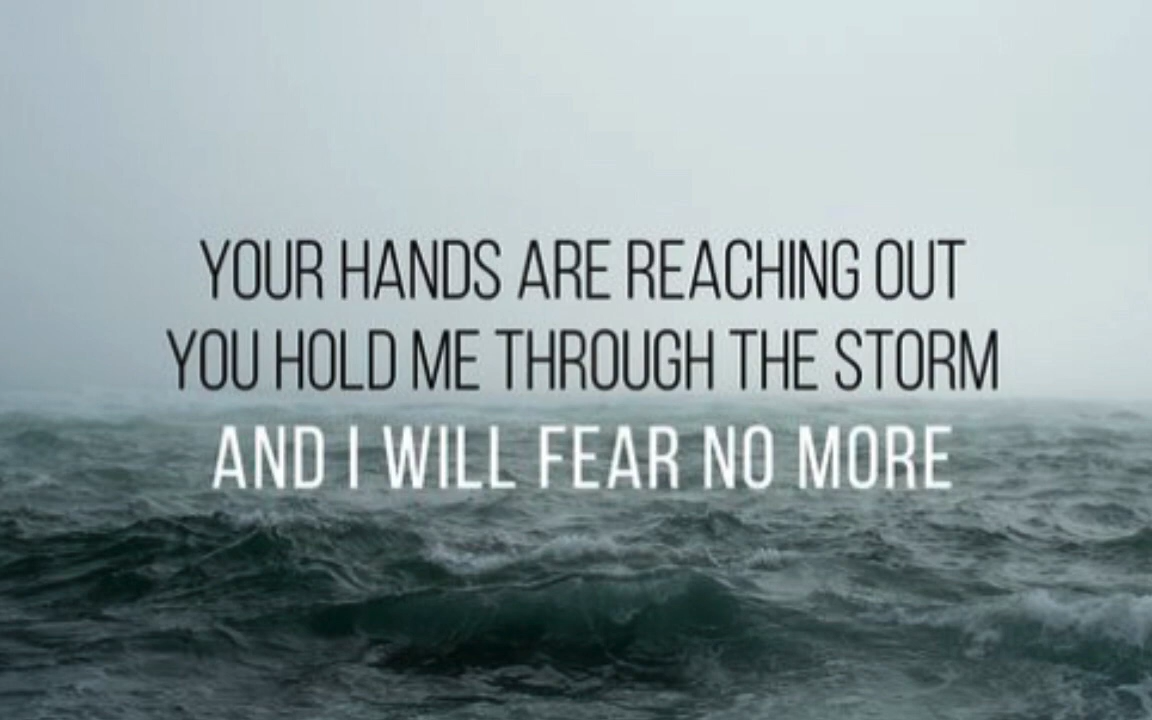 YOUR HANDS ARE REACHING OUT
YOU HOLD ME THROUGH THE STORM
AND I WILL FEAR NO MORE